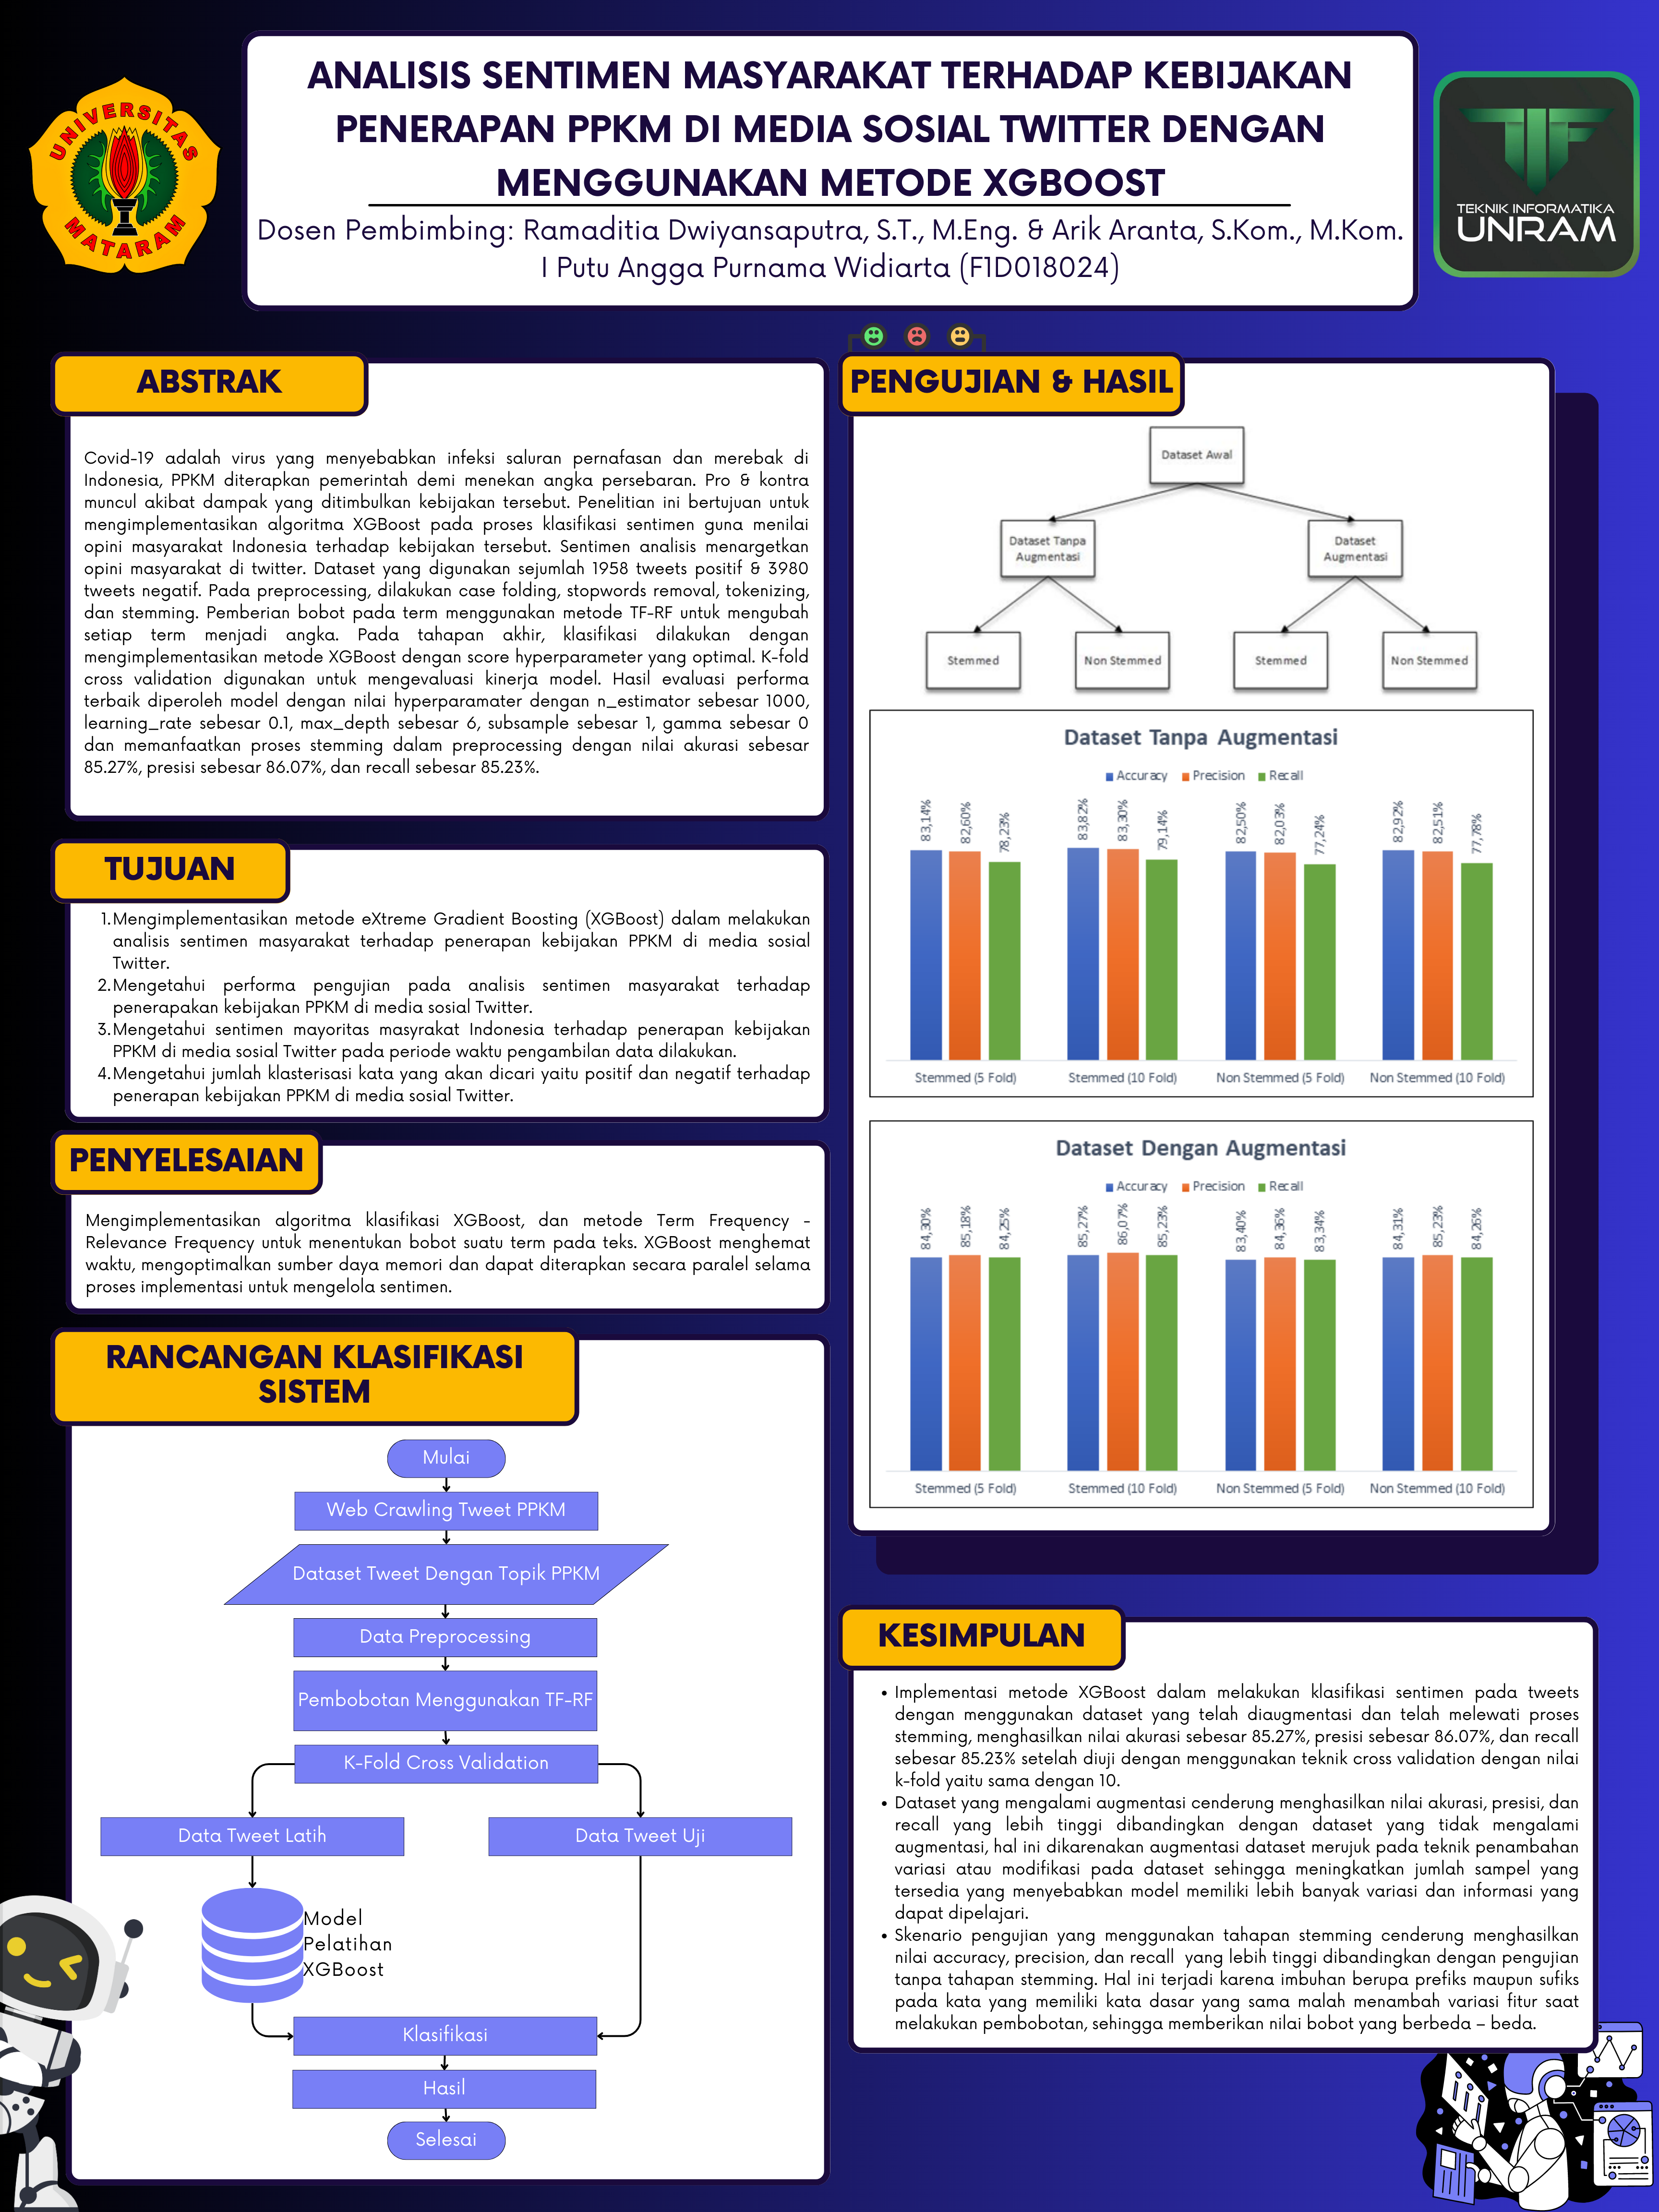 UNIVERSITAS
MATARAM
ANALISIS SENTIMEN MASYARAKAT TERHADAP KEBIJAKAN
PENERAPAN PPKM DI MEDIA SOSIAL TWITTER DENGAN
MENGGUNAKAN METODE XGBOOST
Dosen Pembimbing: Ramaditia Dwiyansaputra, S.T., M.Eng. & Arik Aranta, S.Kom., M.Kom.
I Putu Angga Purnama Widiarta (F1D018024)
TEKNIK INFORMATIKA
UNRAM
ABSTRAK
Covid-19 adalah virus yang menyebabkan infeksi saluran pernafasan dan merebak di
Indonesia, PPKM diterapkan pemerintah demi menekan angka persebaran. Pro & kontra
muncul akibat dampak yang ditimbulkan kebijakan tersebut. Penelitian ini bertujuan untuk
mengimplementasikan algoritma XGBoost pada proses klasifikasi sentimen guna menilai
opini masyarakat Indonesia terhadap kebijakan tersebut. Sentimen analisis menargetkan
opini masyarakat di twitter. Dataset yang digunakan sejumlah 1958 tweets positif & 3980
tweets negatif. Pada preprocessing, dilakukan case folding, stopwords removal, tokenizing,
dan stemming. Pemberian bobot pada term menggunakan metode TF-RF untuk mengubah
setiap term menjadi angka. Pada tahapan akhir, klasifikasi dilakukan dengan
mengimplementasikan metode XGBoost dengan score hyperparameter yang optimal. K-fold
cross validation digunakan untuk mengevaluasi kinerja model. Hasil evaluasi performa
terbaik diperoleh model dengan nilai hyperparamater dengan n_estimator sebesar 1000,
learning_rate sebesar 0.1, max_depth sebesar 6, subsample sebesar 1, gamma sebesar 0
dan memanfaatkan proses stemming dalam preprocessing dengan nilai akurasi sebesar
85.27%, presisi sebesar 86.07%, dan recall sebesar 85.23%.
TUJUAN
1. Mengimplementasikan metode eXtreme Gradient Boosting (XGBoost) dalam melakukan
analisis sentimen masyarakat terhadap penerapan kebijakan PPKM di media sosial
Twitter.
2. Mengetahui performa pengujian pada analisis sentimen masyarakat terhadap
penerapakan kebijakan PPKM di media sosial Twitter.
3. Mengetahui sentimen mayoritas masyrakat Indonesia terhadap penerapan kebijakan
PPKM di media sosial Twitter pada periode waktu pengambilan data dilakukan.
4. Mengetahui jumlah klasterisasi kata yang akan dicari yaitu positif dan negatif terhadap
penerapan kebijakan PPKM di media sosial Twitter.
PENYELESAIAN
Mengimplementasikan algoritma klasifikasi XGBoost, dan metode Term Frequency -
Relevance Frequency untuk menentukan bobot suatu term pada teks. XGBoost menghemat
waktu, mengoptimalkan sumber daya memori dan dapat diterapkan secara paralel selama
proses implementasi untuk mengelola sentimen.
RANCANGAN KLASIFIKASI
SISTEM
Mulai
Web Crawling Tweet PPKM
Dataset Tweet Dengan Topik PPKM
Data Preprocessing
Pembobotan Menggunakan TF-RF
K-Fold Cross Validation
Data Tweet Latih
Data Tweet Uji
Model
Pelatihan
XGBoost
Klasifikasi
Hasil
Selesai
PENGUJIAN & HASIL
Dataset Awal
Dataset Tanpa
Augmentasi
Dataset
Augmentasi
Stemmed
Non Stemmed
Stemmed
Non Stemmed
Dataset Tanpa Augmentasi
Accuracy Precision Recall
83,14% 82,60% 78,23% 83,82% 83,30% 79,14% 82,50% 82,03% 77,24% 82,92% 82,51% 77,78%
Stemmed (5 Fold) Stemmed (10 Fold) Non Stemmed (5 Fold) Non Stemmed (10 Fold)
Dataset Dengan Augmentasi
Accuracy Precision Recall
84,30% 85,18% 84,25% 85,27% 86,07% 85,23% 83,40% 84,36% 83,34% 84,31% 85,23% 84,26%
Stemmed (5 Fold) Stemmed (10 Fold) Non Stemmed (5 Fold) Non Stemmed (10 Fold)
KESIMPULAN
• Implementasi metode XGBoost dalam melakukan klasifikasi sentimen pada tweets
dengan menggunakan dataset yang telah diaugmentasi dan telah melewati proses
stemming, menghasilkan nilai akurasi sebesar 85.27%, presisi sebesar 86.07%, dan recall
sebesar 85.23% setelah diuji dengan menggunakan teknik cross validation dengan nilai
k-fold yaitu sama dengan 10.
• Dataset yang mengalami augmentasi cenderung menghasilkan nilai akurasi, presisi, dan
recall yang lebih tinggi dibandingkan dengan dataset yang tidak mengalami
augmentasi, hal ini dikarenakan augmentasi dataset merujuk pada teknik penambahan
variasi atau modifikasi pada dataset sehingga meningkatkan jumlah sampel yang
tersedia yang menyebabkan model memiliki lebih banyak variasi dan informasi yang
dapat dipelajari.
• Skenario pengujian yang menggunakan tahapan stemming cenderung menghasilkan
nilai accuracy, precision, dan recall yang lebih tinggi dibandingkan dengan pengujian
tanpa tahapan stemming. Hal ini terjadi karena imbuhan berupa prefiks maupun sufiks
pada kata yang memiliki kata dasar yang sama malah menambah variasi fitur saat
melakukan pembobotan, sehingga memberikan nilai bobot yang berbeda – beda.